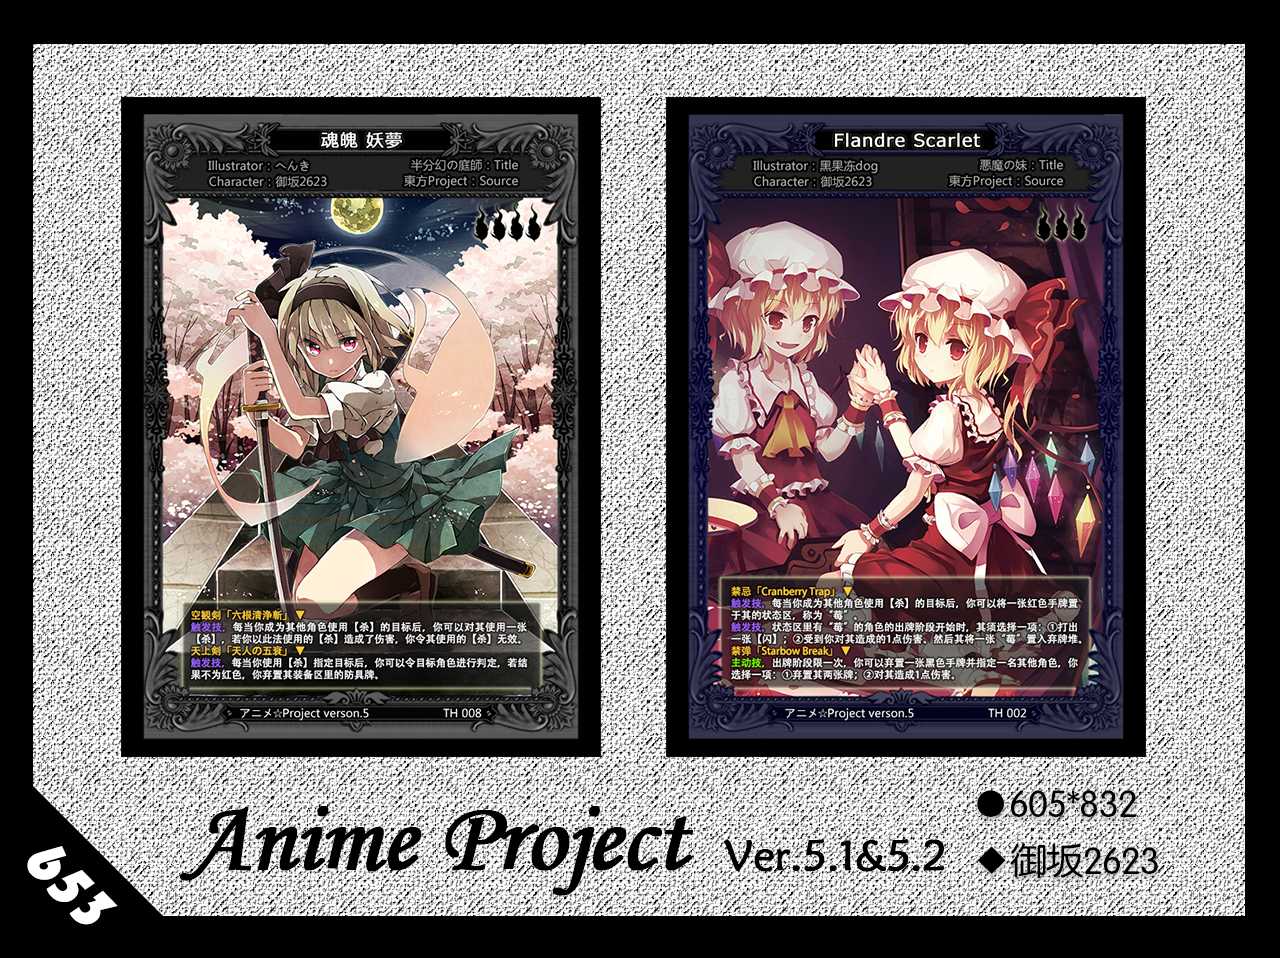 魂魄 妖夢
Illustrator : へんき
半分幻の庭師 : Title
Character : 御坂2623
東方Project : Source
空観剣「六根清浄斬」▼
触发技，每当你成为其他角色使用【杀】的目标后，你可以对其使用一张
【杀】，若你以此法使用的【杀】造成了伤害，你令其使用的【杀】无效。
天上剣「天人の五衰」▼
触发技，每当你使用【杀】指定目标后，你可以令目标角色进行判定，若结
果不为红色，你弃置其装备区里的防具牌。
アニメ☆Project verson.5
TH 008
Flandre Scarlet
Illustrator : 黑果冻dog
悪魔の妹 : Title
Character : 御坂2623
東方Project : Source
禁忌「Cranberry Trap」▼
触发技，每当你成为其他角色使用【杀】的目标后，你可以将一张红色手牌置
于其的状态区，称为“莓”。
触发技，状态区里有“莓”的角色的出牌阶段开始时，其须选择一项：①打出
一张【闪】；②受到你对其造成的1点伤害，然后其将一张“莓”置入弃牌堆。
禁弹「Starbow Break」▼
主动技，出牌阶段限一次，你可以弃置一张黑色手牌并指定一名其他角色，你
选择一项：①弃置其两张牌；②对其造成1点伤害。
アニメ☆Project verson.5
TH 002
Anime Project
Ver.5.1&5.2
●605*832
◆御坂2623
653